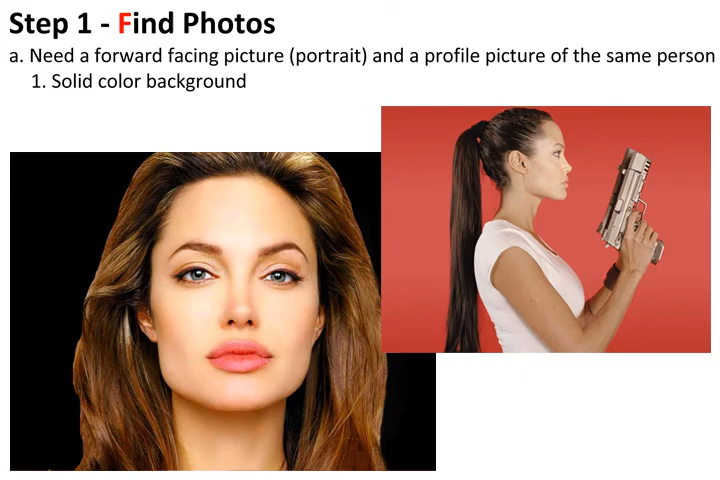 Step 1 - Find Photos
a. Need a forward facing picture (portrait) and a profile picture of the same person
1. Solid color background